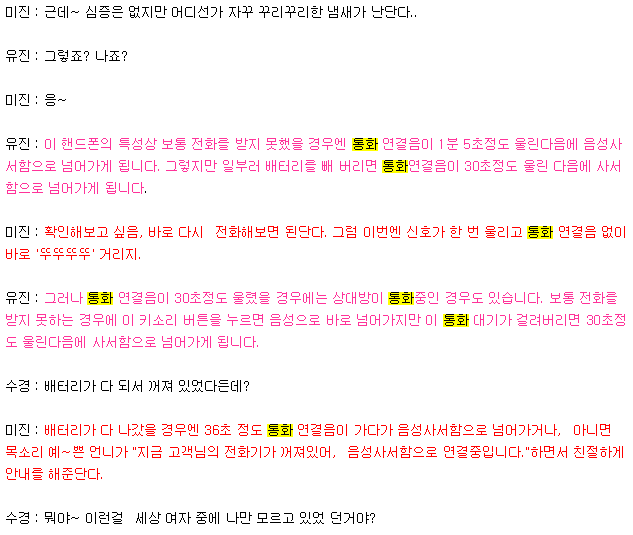 미진 : 근데~ 심증은 없지만 어디선가 자꾸 꾸리꾸리한 냄새가 난단다..
유진 : 그렇죠? 나죠?
미진 : 응~
유진 : 이 핸드폰의 특성상 보통 전화를 받지 못했을 경우엔 통화 연결음이 1분 5초정도 울린다음에 음성사
서함으로 넘어가게 됩니다. 그렇지만 일부러 배터리를 빼 버리면 통화연결음이 30초정도 울린 다음에 사서
함으로 넘어가게 됩니다.
미진 : 확인해보고 싶음, 바로 다시 전화해보면 된단다. 그럼 이번엔 신호가 한 번 울리고 통화 연결음 없이
바로 '뚜뚜뚜뚜' 거리지.
유진 : 그러나 통화 연결음이 30초정도 울렸을 경우에는 상대방이 통화중인 경우도 있습니다. 보통 전화를
받지 못하는 경우에 이 키소리 버튼을 누르면 음성으로 바로 넘어가지만 이 통화 대기가 걸려버리면 30초정
도 울린다음에 사서함으로 넘어가게 됩니다.
수경 : 배터리가 다 되서 꺼져 있었다든데?
미진 : 배터리가 다 나갔을 경우엔 36초 정도 통화 연결음이 가다가 음성사서함으로 넘어가거나, 아니면
목소리 예~쁜 언니가 "지금 고객님의 전화기가 꺼져있어, 음성사서함으로 연결중입니다."하면서 친절하게
안내를 해준단다.
수경 : 뭐야~ 이런걸 세상 여자 중에 나만 모르고 있었 던거야?